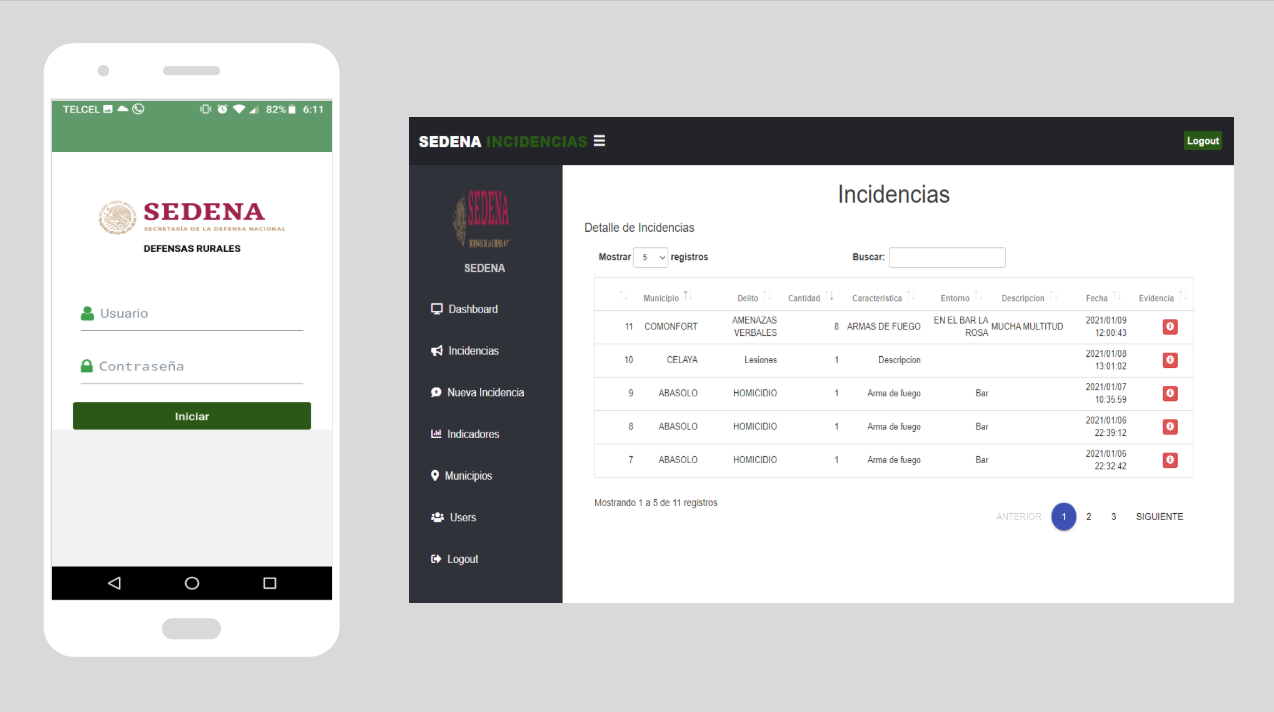 TELCEL 82% 6:11
SEDENA
SECRETARÍA DE LA DEFENSA NACIONAL
DEFENSAS RURALES
Usuario
Contraseña
Iniciar
SEDENA INCIDENCIAS Logout
SEDENA
SEDENA
Dashboard
Incidencias
Nueva Incidencia
Indicadores
Municipios
Users
Logout
Incidencias
Detalle de Incidencias
Mostrar 5 registros Buscar:
Municipio Delito Cantidad Caracteristica Entorno Descripcion Fecha Evidencia
11 COMONFORT AMENAZAS VERBALES 8 ARMAS DE FUEGO EN EL BAR LA ROSA MUCHA MULTITUD 2021/01/09 12:00:43
10 CELAYA Lesiones 1 Descripcion 2021/01/08 13:01:02
9 ABASOLO HOMICIDIO 1 Arma de fuego Bar 2021/01/07 10:35:59
8 ABASOLO HOMICIDIO 1 Arma de fuego Bar 2021/01/06 22:39:12
7 ABASOLO HOMICIDIO 1 Arma de fuego Bar 2021/01/06 22:32:42
Mostrando 1 a 5 de 11 registros
ANTERIOR 1 2 3 SIGUIENTE